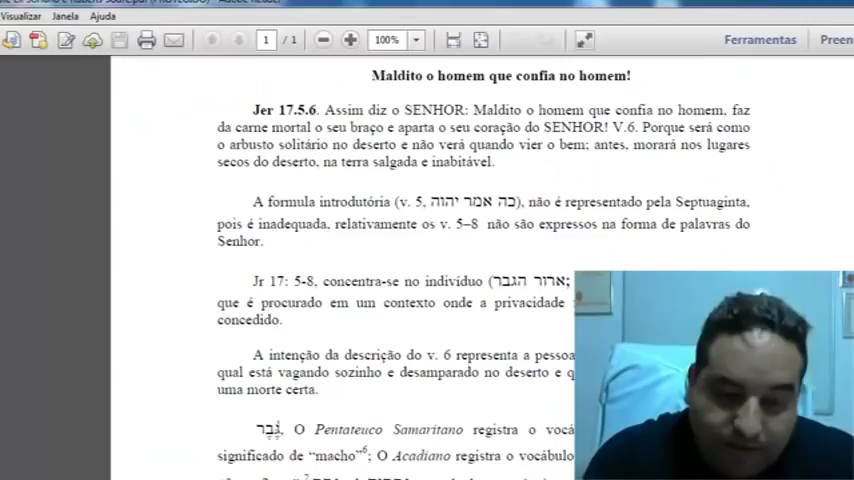 Visualizar Janela Ajuda
1 / 1 100% Ferramentas
Maldito o homem que confia no homem!
Jer 17.5.6. Assim diz o SENHOR: Maldito o homem que confia no homem, faz
da carne mortal o seu braço e aparta o seu coração do SENHOR! V.6. Porque será como
o arbusto solitário no deserto e não verá quando vier o bem; antes, morará nos lugares
secos do deserto, na terra salgada e inabitável.
A formula introdutória (v. 5, כה אמר יהוה), não é representado pela Septuaginta,
pois é inadequada, relativamente os v. 5–8 não são expressos na forma de palavras do
Senhor.
Jr 17: 5-8, concentra-se no indivíduo (ארור הגבר;
que é procurado em um contexto onde a privacidade
concedido.
A intenção da descrição do v. 6 representa a pessoa
qual está vagando sozinho e desamparado no deserto e
uma morte certa.
גֶּבֶר, O Pentateuco Samaritano registra o
significado de “macho”6; O Acadiano registra o vocábulo